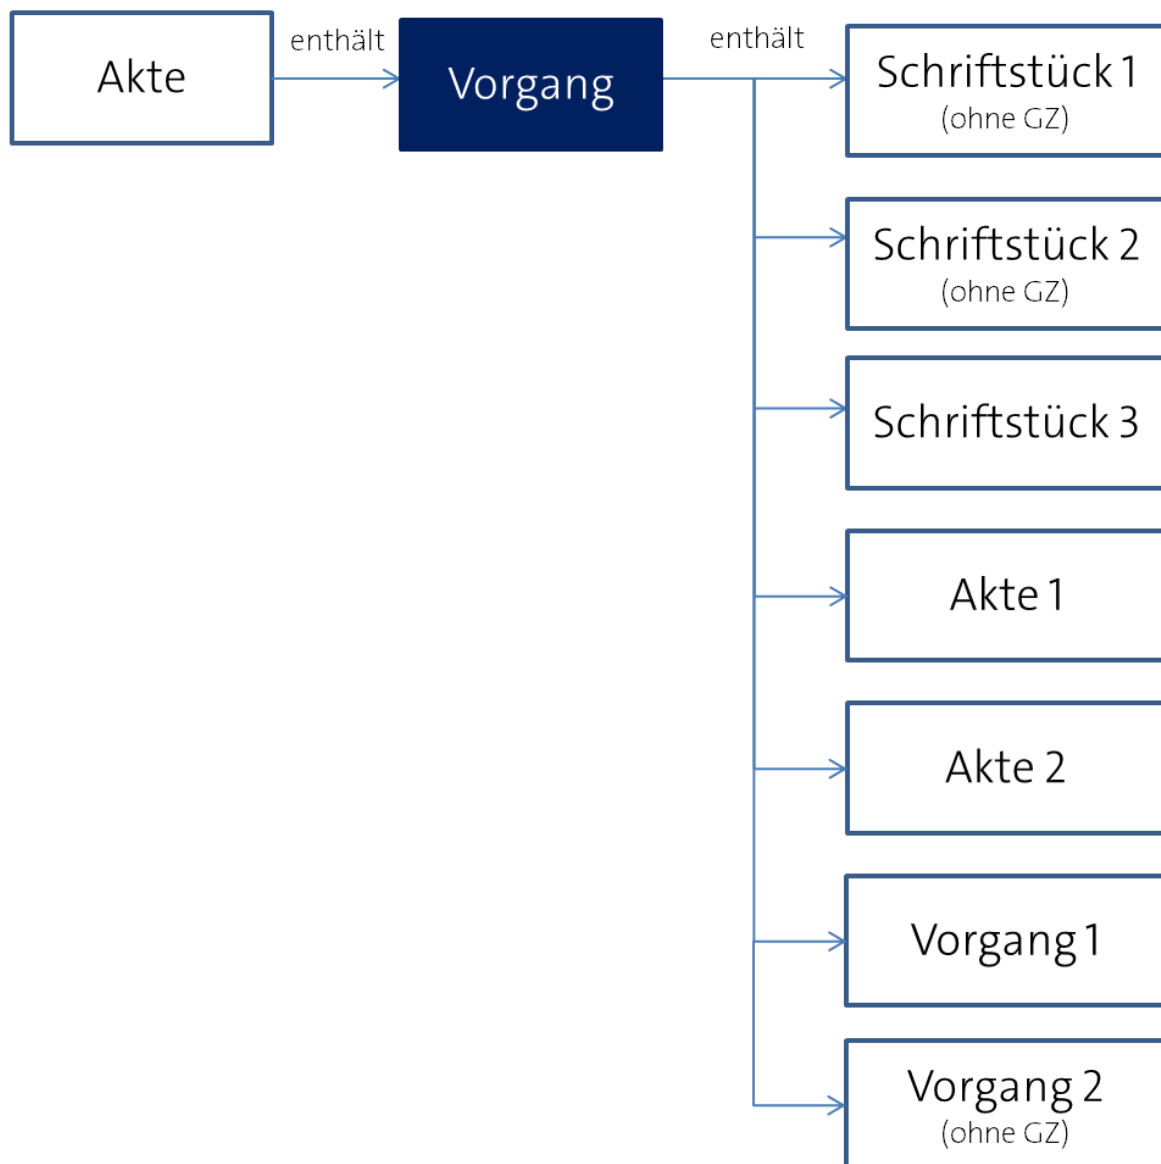 Akte
enthält
Vorgang
enthält
Schriftstück 1
(ohne GZ)
Schriftstück 2
(ohne GZ)
Schriftstück 3
Akte 1
Akte 2
Vorgang 1
Vorgang 2
(ohne GZ)